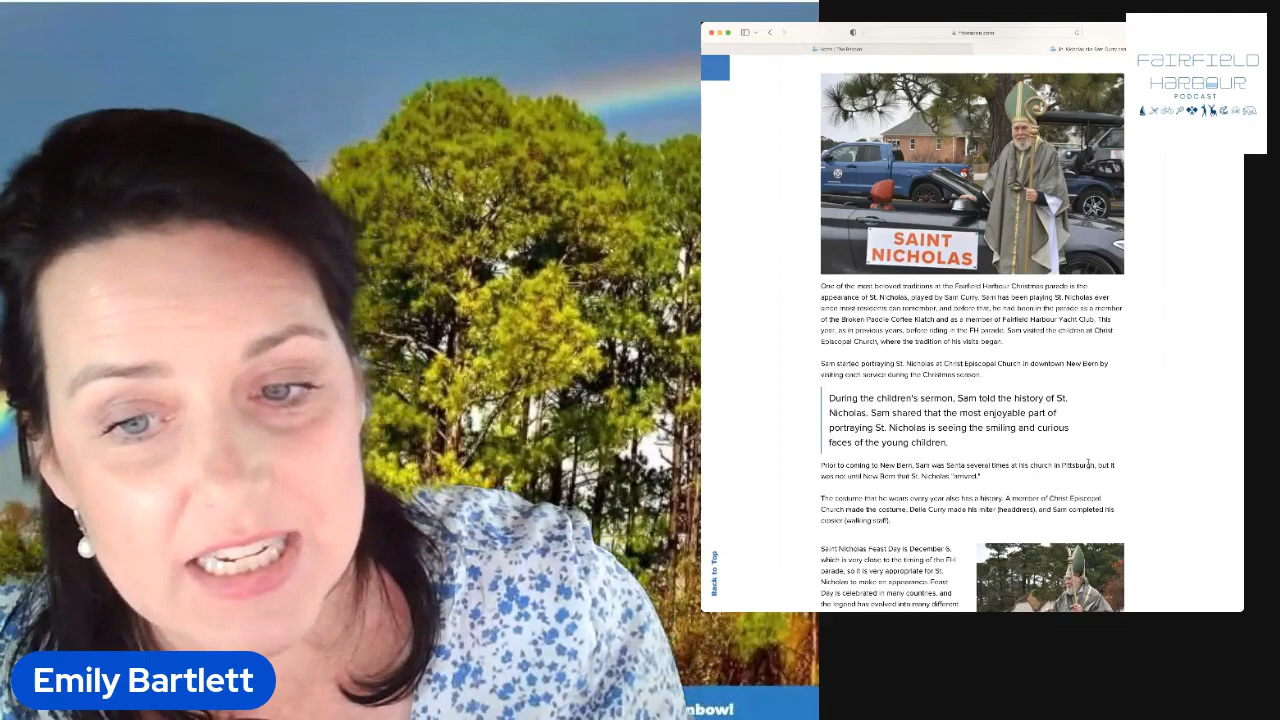 Home | The Beacon
FAIRFIELD
HARBOUR
PODCAST
SAINT
NICHOLAS
One of the most beloved traditions at the Fairfield Harbour Christmas parade is the
appearance of St. Nicholas, played by Sam Curry. Sam has been playing St. Nicholas ever
since most residents can remember, and before that, he had been in the parade as a member
of the Broken Paddle Coffee Klatch and as a member of Fairfield Harbour Yacht Club. This
year, as in previous years, before riding in the FH parade, Sam visited the children at Christ
Episcopal Church, where the tradition of his visits began.
Sam started portraying St. Nicholas at Christ Episcopal Church in downtown New Bern by
visiting each service during the Christmas season.
During the children's sermon, Sam told the history of St.
Nicholas. Sam shared that the most enjoyable part of
portraying St. Nicholas is seeing the smiling and curious
faces of the young children.
Prior to coming to New Bern, Sam was Santa several times at his church in Pittsburgh, but it
was not until New Bern that St. Nicholas "arrived."
The costume that he wears every year also has a history. A member of Christ Episcopal
Church made the costume, Delle Curry made his miter (headdress), and Sam completed his
crosier (walking staff).
Saint Nicholas Feast Day is December 6,
which is very close to the timing of the FH
parade, so it is very appropriate for St.
Nicholas to make an appearance. Feast
Day is celebrated in many countries, and
the legend has evolved into many different
Back to Top
Emily Bartlett
nbow!